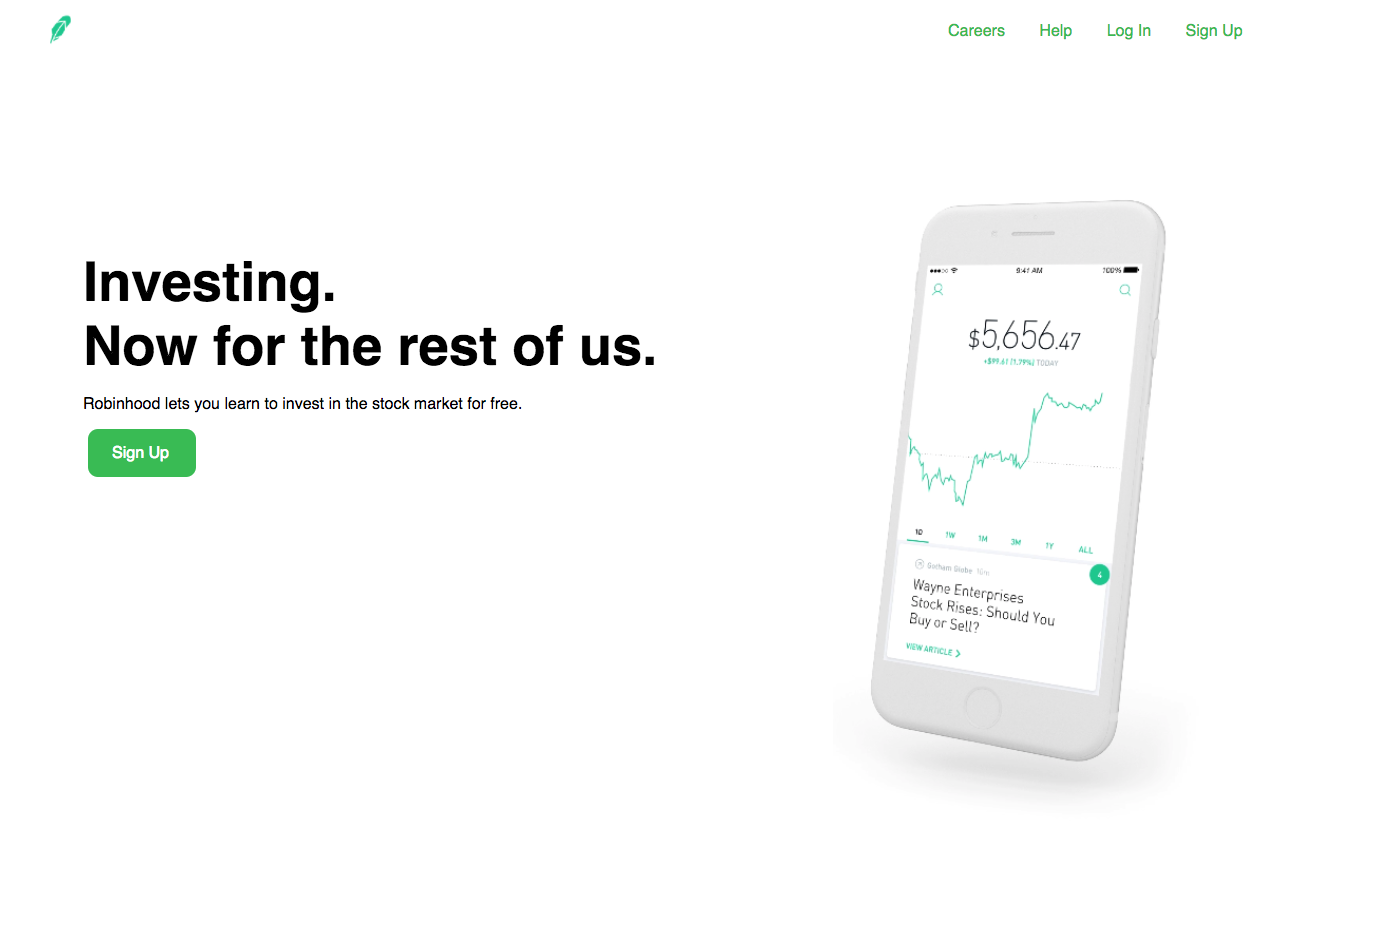 Careers Help Log In Sign Up
Investing.
Now for the rest of us.
Robinhood lets you learn to invest in the stock market for free.
Sign Up
9:41 AM 100%
$5,656.47
+$99.61 (1.79%) TODAY
1D 1W 1M 3M 1Y ALL
4
Gotham Globe 10m
Wayne Enterprises
Stock Rises: Should You
Buy or Sell?
VIEW ARTICLE